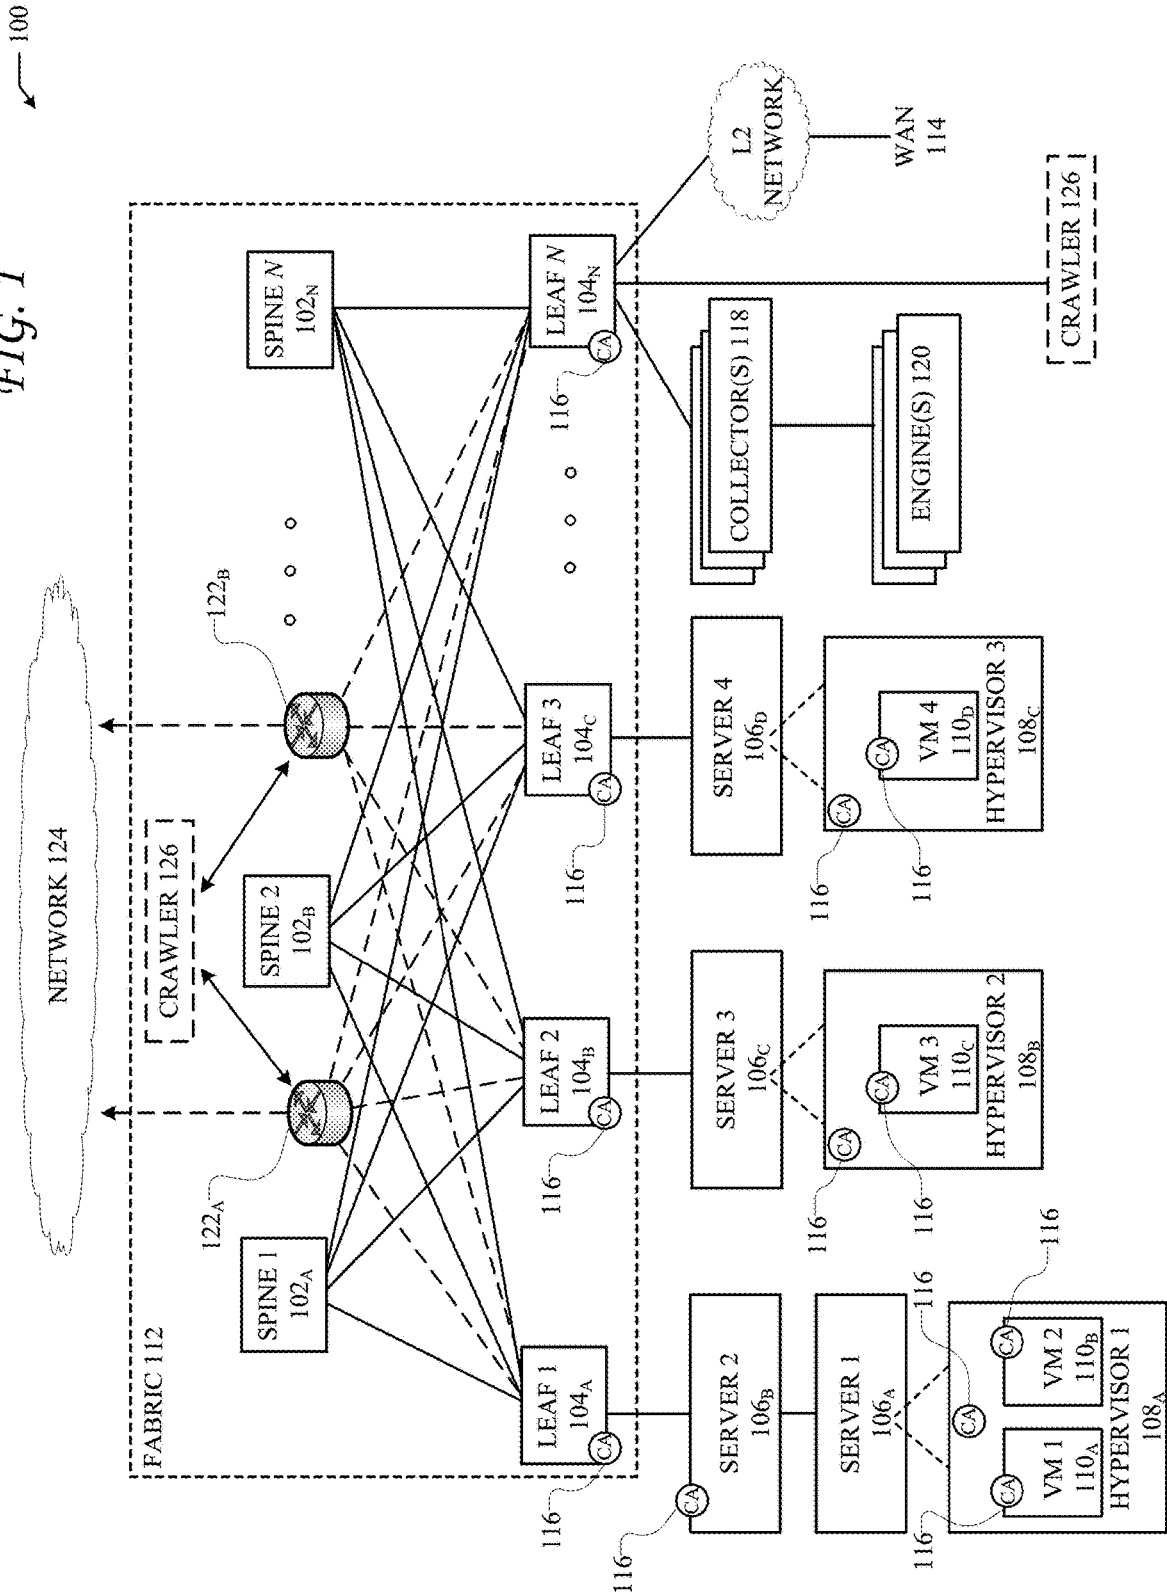 FIG. 1
100
NETWORK 124
CRAWLER 126
122A
122B
FABRIC 112
SPINE 1
102A
SPINE 2
102B
SPINE N
102N
LEAF 1
104A
CA
116
LEAF 2
104B
CA
116
LEAF 3
104C
CA
116
LEAF N
104N
CA
116
116
CA
SERVER 2
106B
SERVER 1
106A
SERVER 3
106C
SERVER 4
106D
COLLECTOR(S) 118
ENGINE(S) 120
L2
NETWORK
WAN
114
CRAWLER 126
116
CA
116
CA
VM 1
110A
116
CA
VM 2
110B
HYPERVISOR 1
108A
116
CA
116
CA
VM 3
110C
HYPERVISOR 2
108B
116
CA
116
CA
VM 4
110D
HYPERVISOR 3
108C